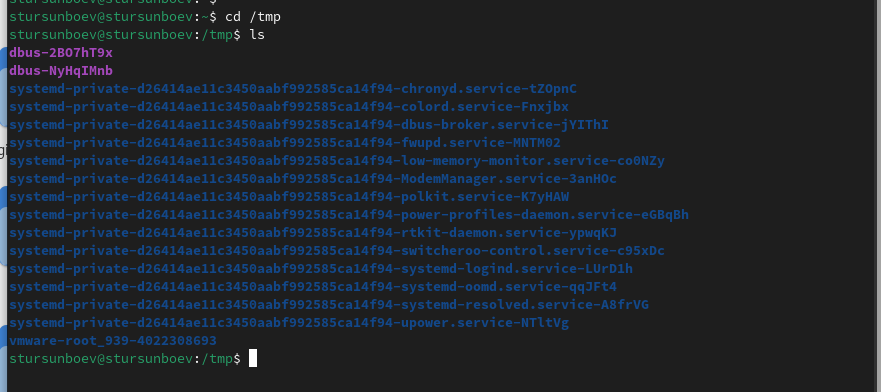 stursunboev@stursunboev:~$ cd /tmp
stursunboev@stursunboev:/tmp$ ls
dbus-2BO7hT9x
dbus-NyHqIMnb
systemd-private-d26414ae11c3450aabf992585ca14f94-chronyd.service-tZOpnC
systemd-private-d26414ae11c3450aabf992585ca14f94-colord.service-Fnxjbx
systemd-private-d26414ae11c3450aabf992585ca14f94-dbus-broker.service-jYIThI
systemd-private-d26414ae11c3450aabf992585ca14f94-fwupd.service-MNTM02
systemd-private-d26414ae11c3450aabf992585ca14f94-low-memory-monitor.service-co0NZy
systemd-private-d26414ae11c3450aabf992585ca14f94-ModemManager.service-3anHOc
systemd-private-d26414ae11c3450aabf992585ca14f94-polkit.service-K7yHAW
systemd-private-d26414ae11c3450aabf992585ca14f94-power-profiles-daemon.service-eGBqBh
systemd-private-d26414ae11c3450aabf992585ca14f94-rtkit-daemon.service-ypwqKJ
systemd-private-d26414ae11c3450aabf992585ca14f94-switcheroo-control.service-c95xDc
systemd-private-d26414ae11c3450aabf992585ca14f94-systemd-logind.service-LUrD1h
systemd-private-d26414ae11c3450aabf992585ca14f94-systemd-oomd.service-qqJFt4
systemd-private-d26414ae11c3450aabf992585ca14f94-systemd-resolved.service-A8frVG
systemd-private-d26414ae11c3450aabf992585ca14f94-upower.service-NTltVg
vmware-root_939-4022308693
stursunboev@stursunboev:/tmp$